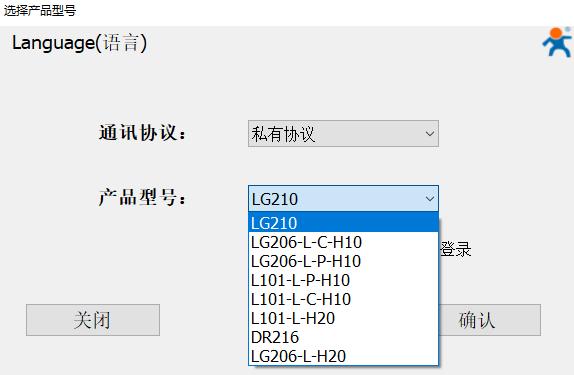 选择产品型号
Language(语言)
通讯协议：
私有协议
产品型号：
LG210
LG210
LG206-L-C-H10
LG206-L-P-H10
L101-L-P-H10
L101-L-C-H10
L101-L-H20
DR216
LG206-L-H20
登录
关闭
确认